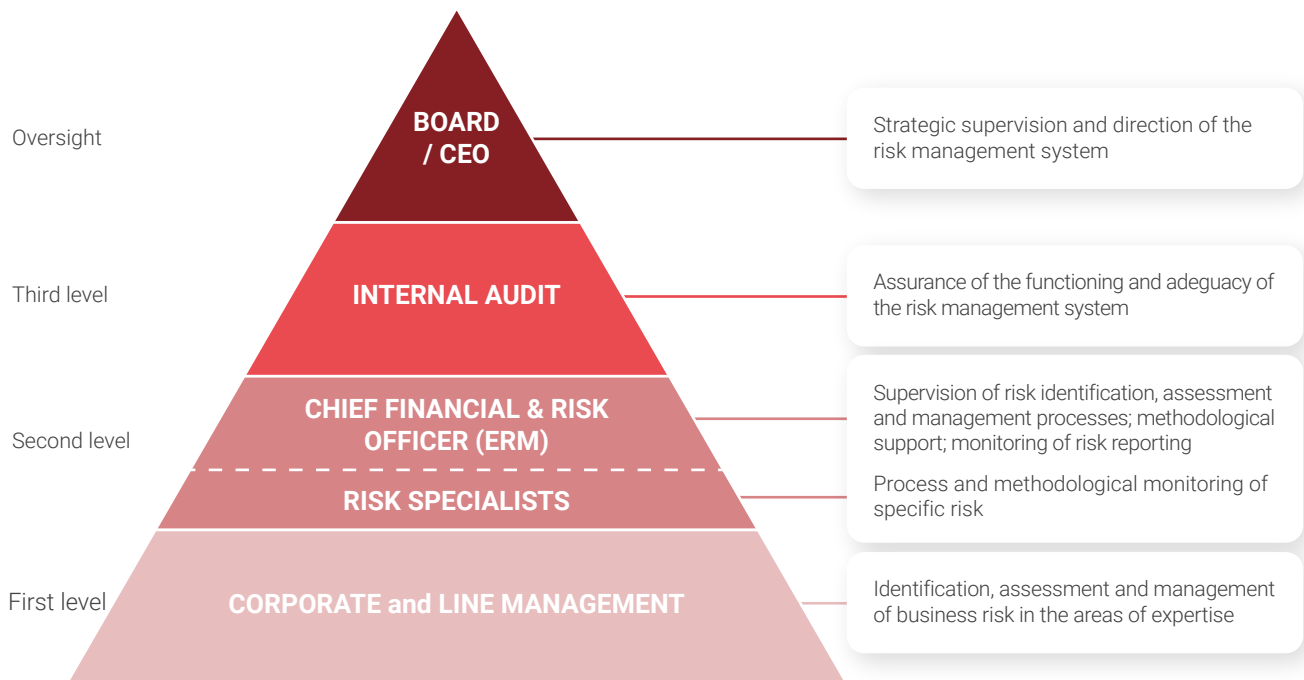 Oversight
BOARD
/ CEO
Strategic supervision and direction of the
risk management system
Third level
INTERNAL AUDIT
Assurance of the functioning and adeguacy of
the risk management system
Second level
CHIEF FINANCIAL & RISK
OFFICER (ERM)
Supervision of risk identification, assessment
and management processes; methodological
support; monitoring of risk reporting
RISK SPECIALISTS
Process and methodological monitoring of
specific risk
First level
CORPORATE and LINE MANAGEMENT
Identification, assessment and management
of business risk in the areas of expertise